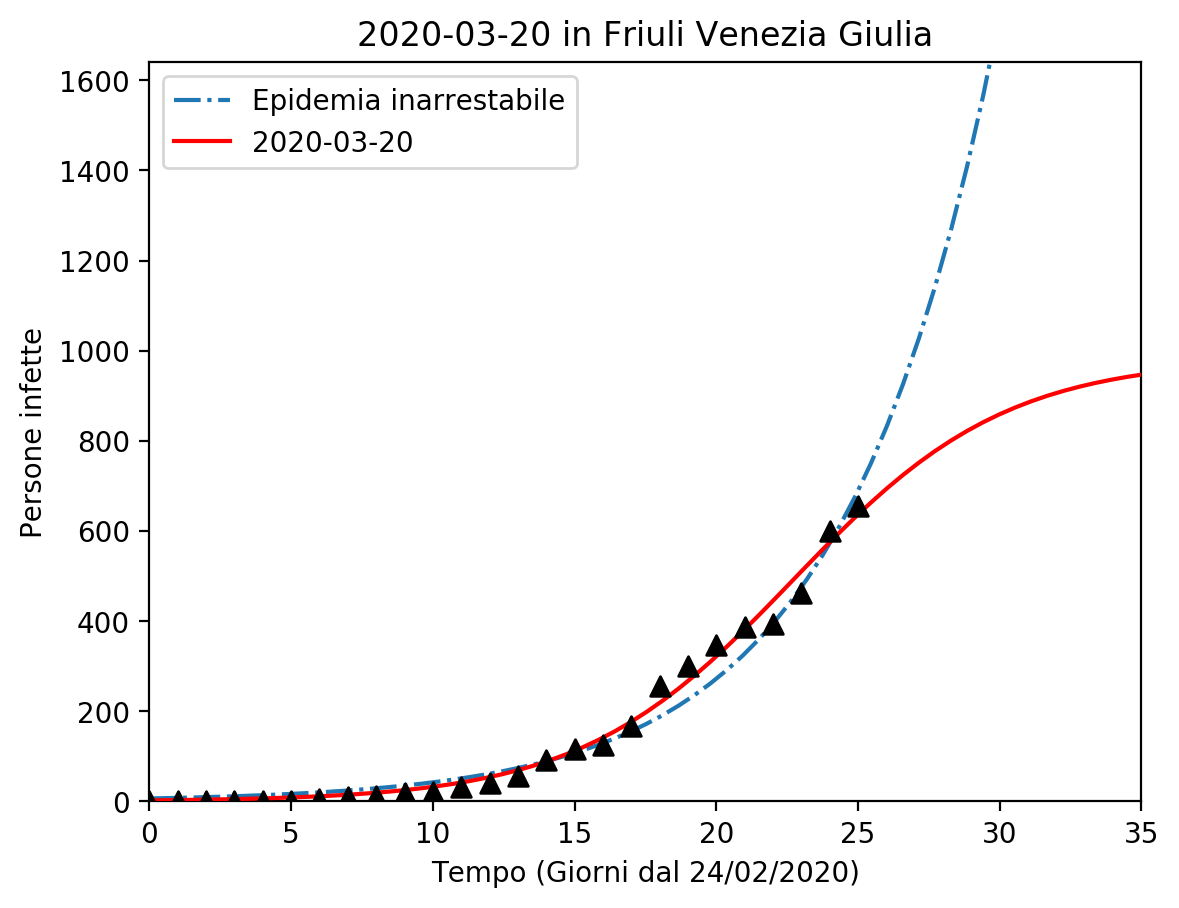 2020-03-20 in Friuli Venezia Giulia
Epidemia inarrestabile
2020-03-20
1600
1400
1200
1000
800
600
400
200
0
Persone infette
0 5 10 15 20 25 30 35
Tempo (Giorni dal 24/02/2020)